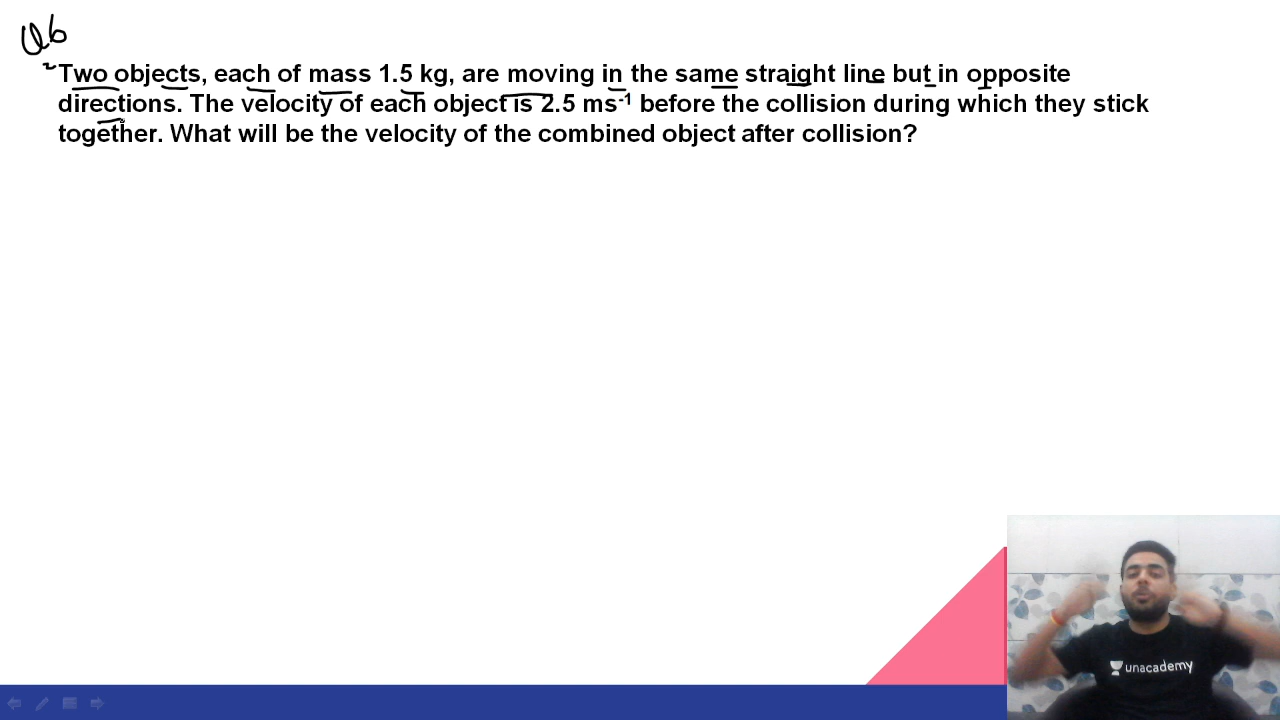 Q6
Two objects, each of mass 1.5 kg, are moving in the same straight line but in opposite
directions. The velocity of each object is 2.5 ms-1 before the collision during which they stick
together. What will be the velocity of the combined object after collision?
unacademy